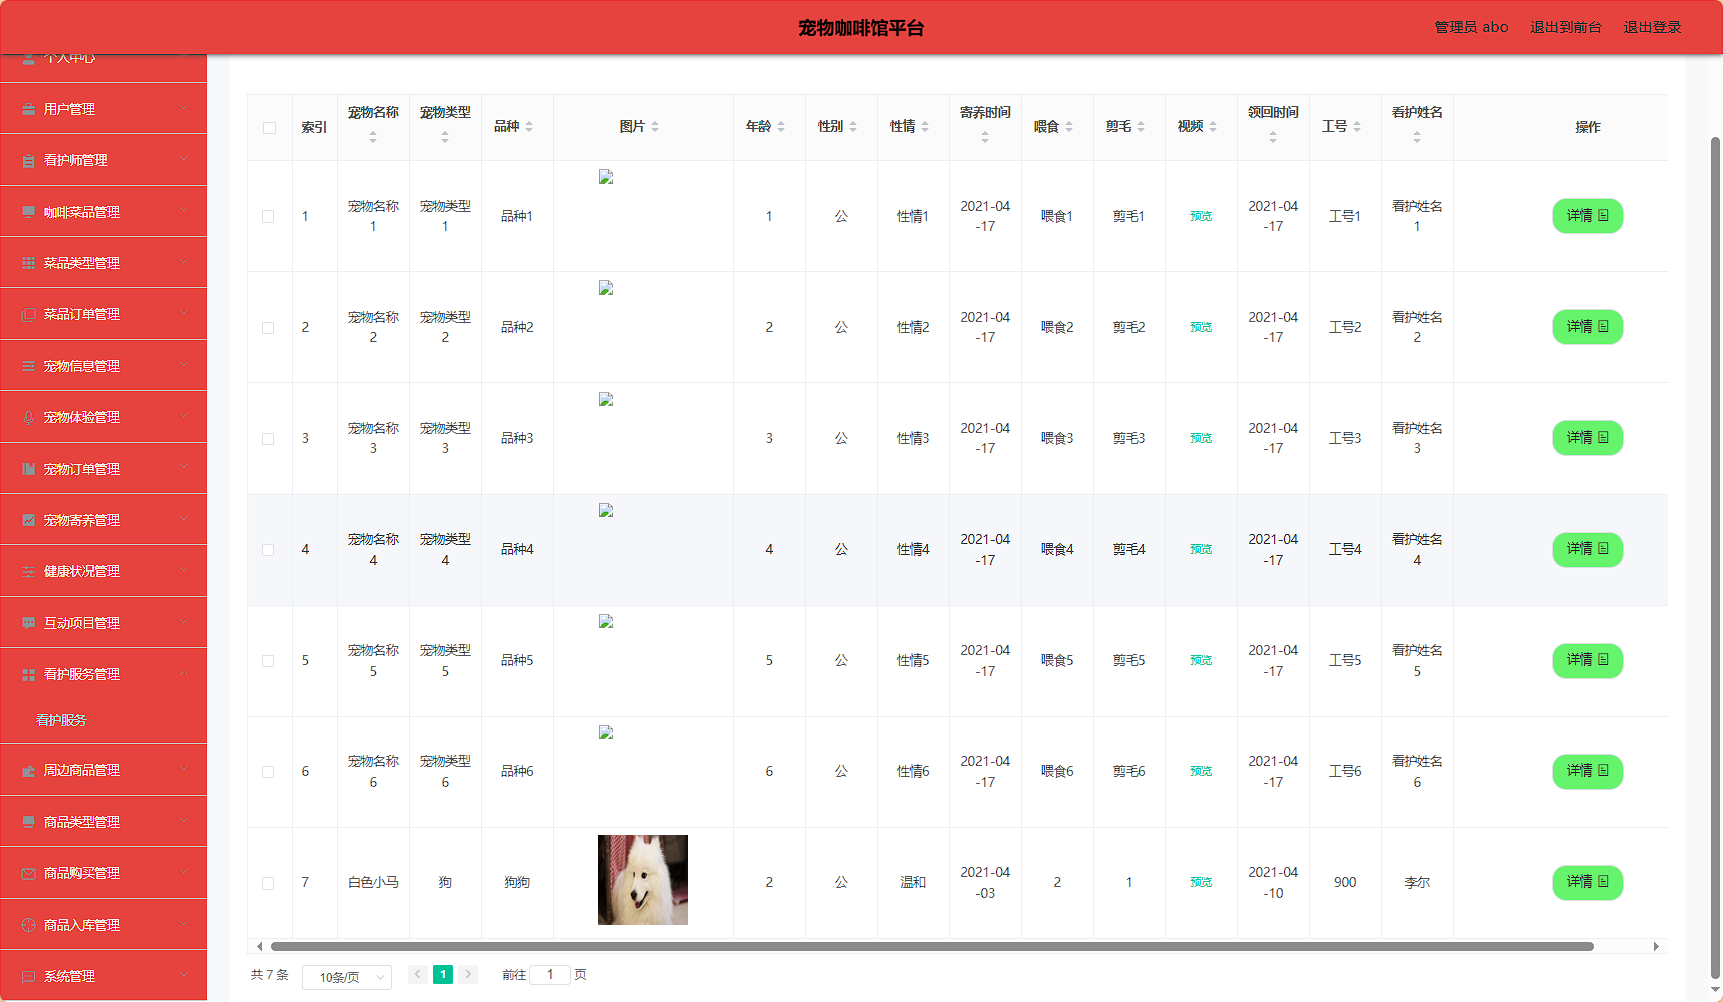 宠物咖啡馆平台
管理员 abo 退出到前台 退出登录
个人中心
用户管理
看护师管理
咖啡菜品管理
菜品类型管理
菜品订单管理
宠物信息管理
宠物体验管理
宠物订单管理
宠物寄养管理
健康状况管理
互动项目管理
看护服务管理
看护服务
周边商品管理
商品类型管理
商品购买管理
商品入库管理
系统管理
索引 宠物名称 宠物类型 品种 图片 年龄 性别 性情 寄养时间 喂食 剪毛 视频 领回时间 工号 看护姓名 操作
1 宠物名称1 宠物类型1 品种1 1 公 性情1 2021-04-17 喂食1 剪毛1 预览 2021-04-17 工号1 看护姓名1 详情
2 宠物名称2 宠物类型2 品种2 2 公 性情2 2021-04-17 喂食2 剪毛2 预览 2021-04-17 工号2 看护姓名2 详情
3 宠物名称3 宠物类型3 品种3 3 公 性情3 2021-04-17 喂食3 剪毛3 预览 2021-04-17 工号3 看护姓名3 详情
4 宠物名称4 宠物类型4 品种4 4 公 性情4 2021-04-17 喂食4 剪毛4 预览 2021-04-17 工号4 看护姓名4 详情
5 宠物名称5 宠物类型5 品种5 5 公 性情5 2021-04-17 喂食5 剪毛5 预览 2021-04-17 工号5 看护姓名5 详情
6 宠物名称6 宠物类型6 品种6 6 公 性情6 2021-04-17 喂食6 剪毛6 预览 2021-04-17 工号6 看护姓名6 详情
7 白色小马 狗 狗狗 2 公 温和 2021-04-03 2 1 预览 2021-04-10 900 李尔 详情
共 7 条 10条/页 1 前往 1 页